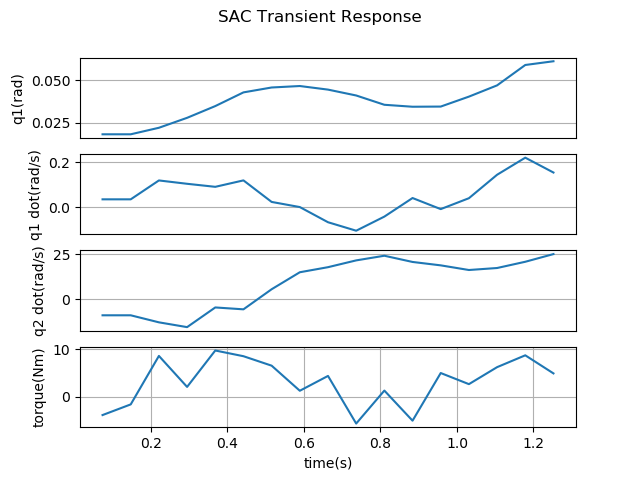 SAC Transient Response
q1(rad)
0.050
0.025
q1 dot(rad/s)
0.2
0.0
q2 dot(rad/s)
25
0
torque(Nm)
10
0
0.2 0.4 0.6 0.8 1.0 1.2
time(s)